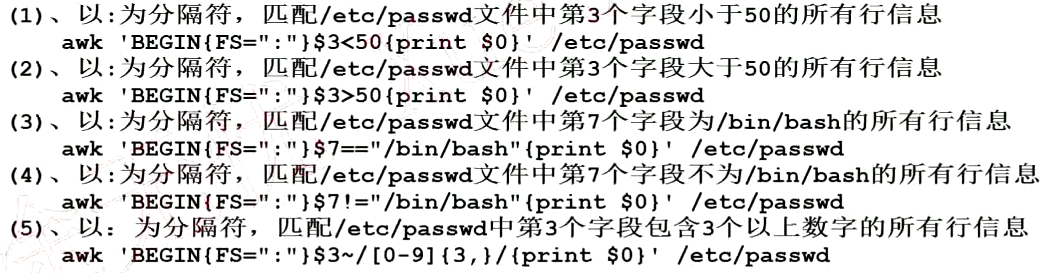 (1)、以:为分隔符，匹配/etc/passwd文件中第3个字段小于50的所有行信息
awk 'BEGIN{FS=":"}$3<50{print $0}' /etc/passwd
(2)、以:为分隔符，匹配/etc/passwd文件中第3个字段大于50的所有行信息
awk 'BEGIN{FS=":"}$3>50{print $0}' /etc/passwd
(3)、以:为分隔符，匹配/etc/passwd文件中第7个字段为/bin/bash的所有行信息
awk 'BEGIN{FS=":"}$7=="/bin/bash"{print $0}' /etc/passwd
(4)、以:为分隔符，匹配/etc/passwd文件中第7个字段不为/bin/bash的所有行信息
awk 'BEGIN{FS=":"}$7!="/bin/bash"{print $0}' /etc/passwd
(5)、以: 为分隔符，匹配/etc/passwd中第3个字段包含3个以上数字的所有行信息
awk 'BEGIN{FS=":"}$3~/[0-9]{3,}/{print $0}' /etc/passwd